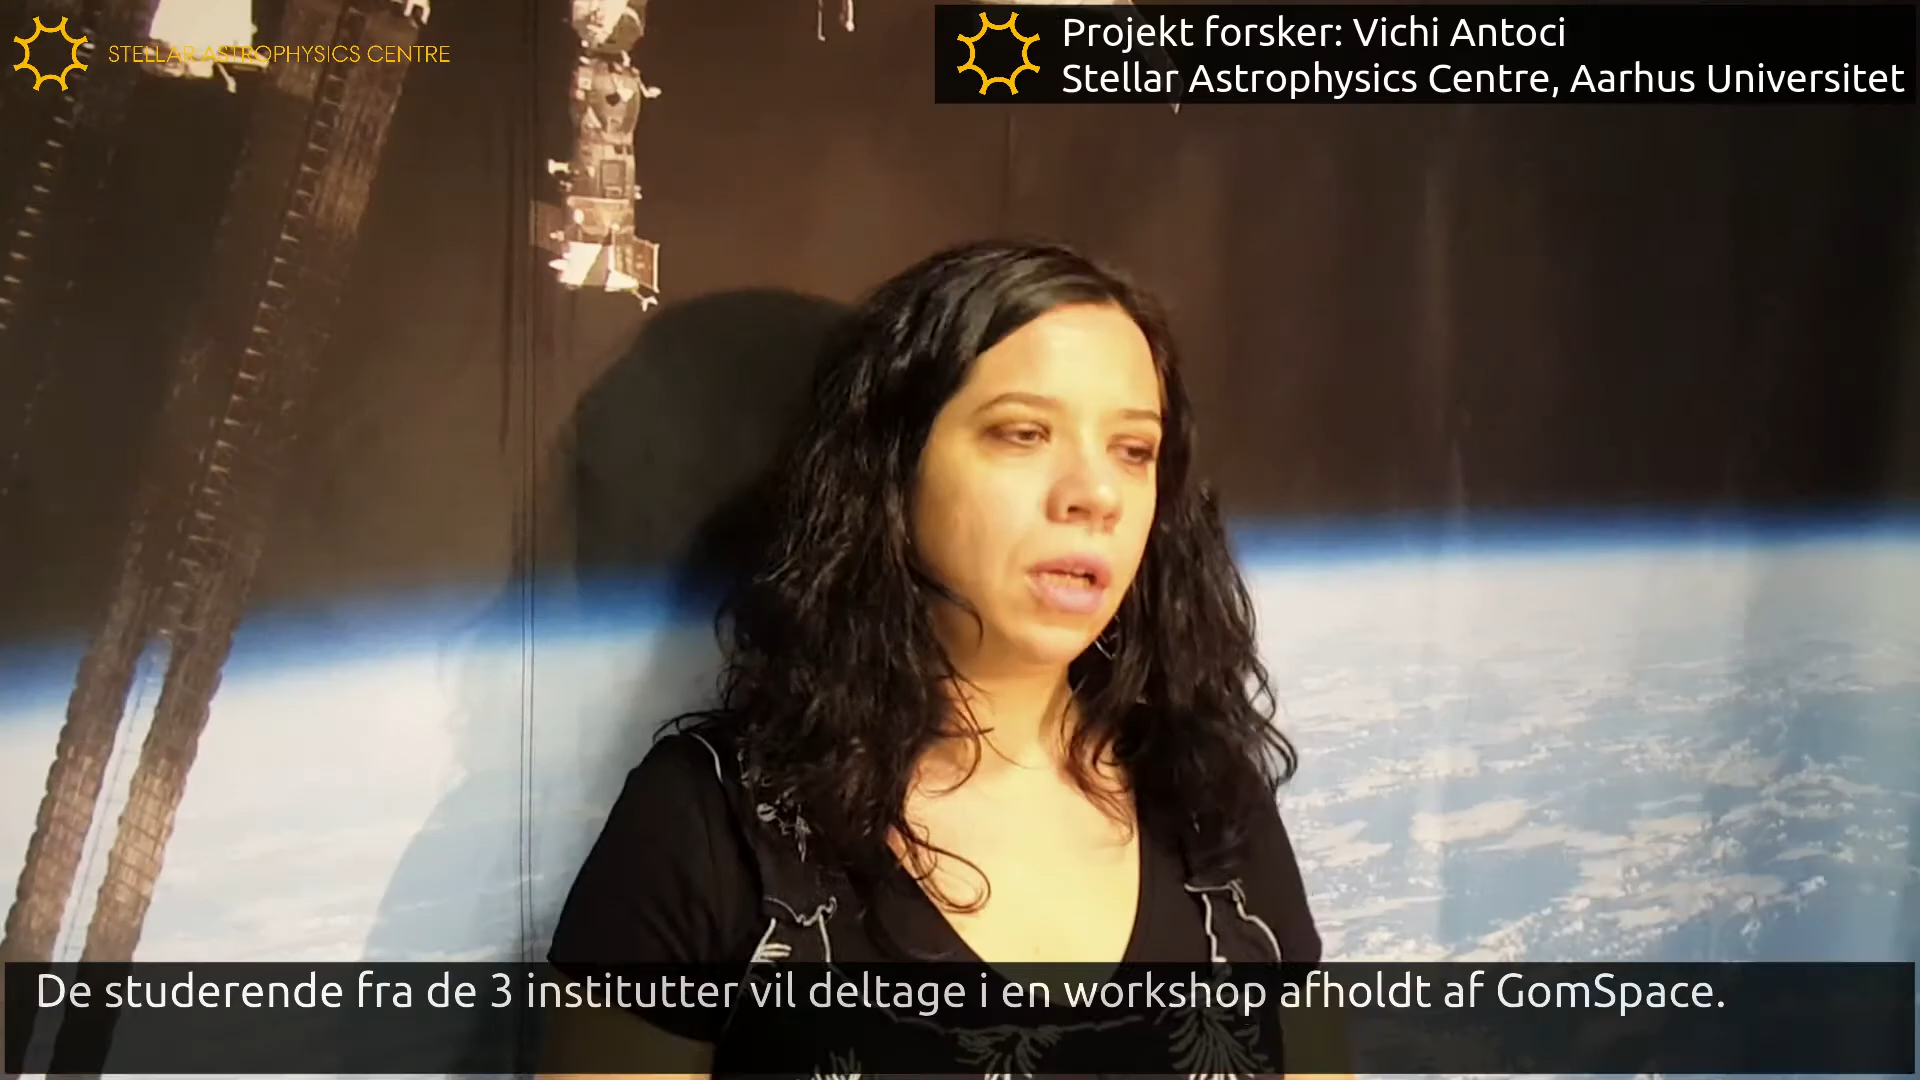 STELLAR ASTROPHYSICS CENTRE
Projekt forsker: Vichi Antoci
Stellar Astrophysics Centre, Aarhus Universitet
De studerende fra de 3 institutter vil deltage i en workshop afholdt af GomSpace.